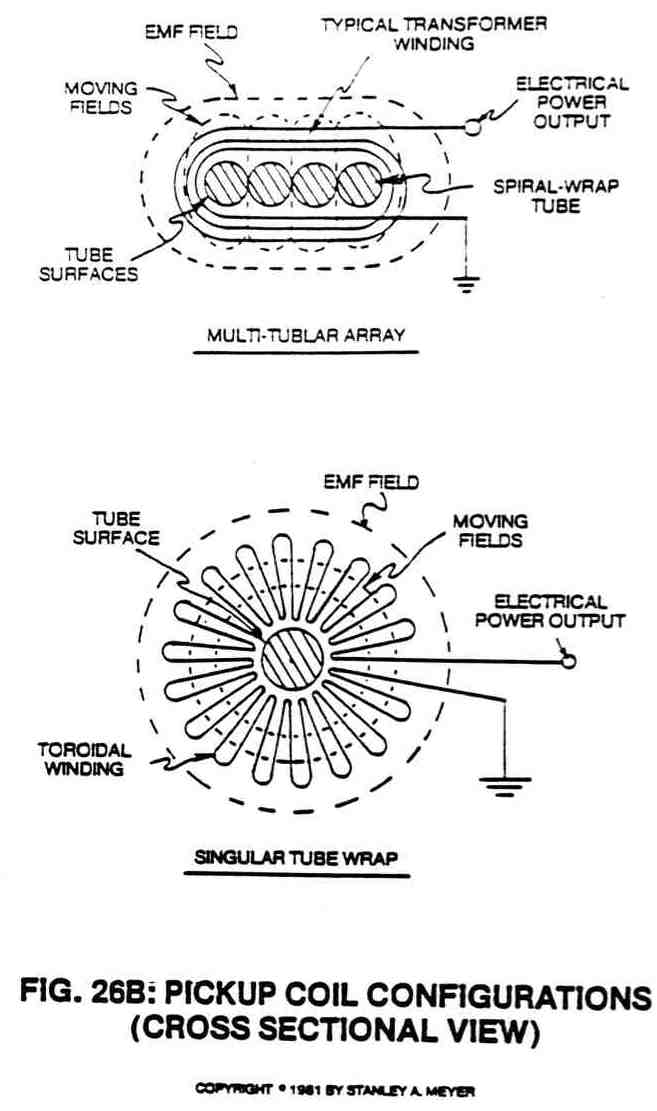 EMF FIELD
TYPICAL TRANSFORMER
WINDING
MOVING
FIELDS
ELECTRICAL
POWER
OUTPUT
SPIRAL-WRAP
TUBE
TUBE
SURFACES
MULTI-TUBLAR ARRAY
EMF FIELD
TUBE
SURFACE
MOVING
FIELDS
ELECTRICAL
POWER OUTPUT
TOROIDAL
WINDING
SINGULAR TUBE WRAP
FIG. 26B: PICKUP COIL CONFIGURATIONS
(CROSS SECTIONAL VIEW)
COPYRIGHT © 1981 BY STANLEY A. MEYER